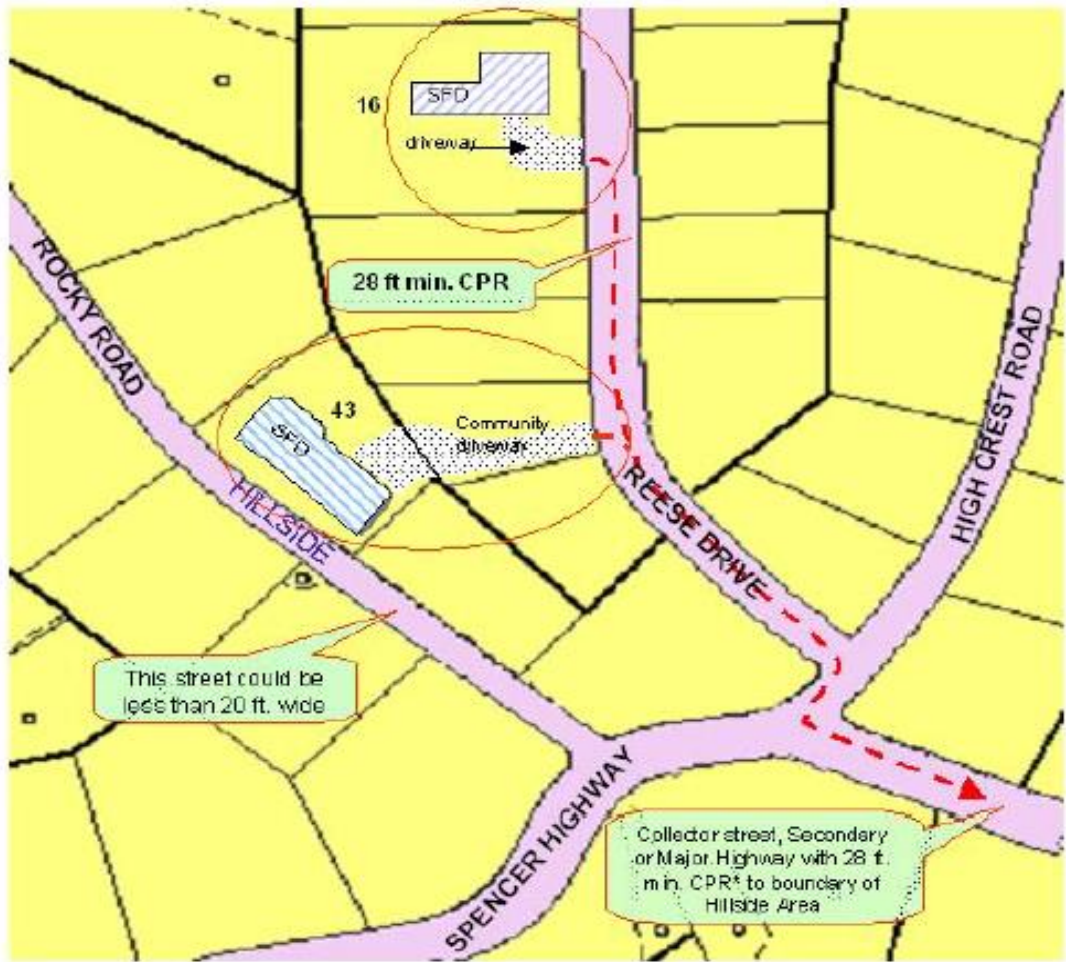 16
SFD
driveway
28 ft min. CPR
ROCKY ROAD
43
SFD
Community
driveway
HILLSIDE
REESE DRIVE
HIGH CREST ROAD
This street could be
less than 20 ft. wide
SPENCER HIGHWAY
Collector street, Secondary
or Major Highway with 28 ft.
min. CPR* to boundary of
Hillside Area